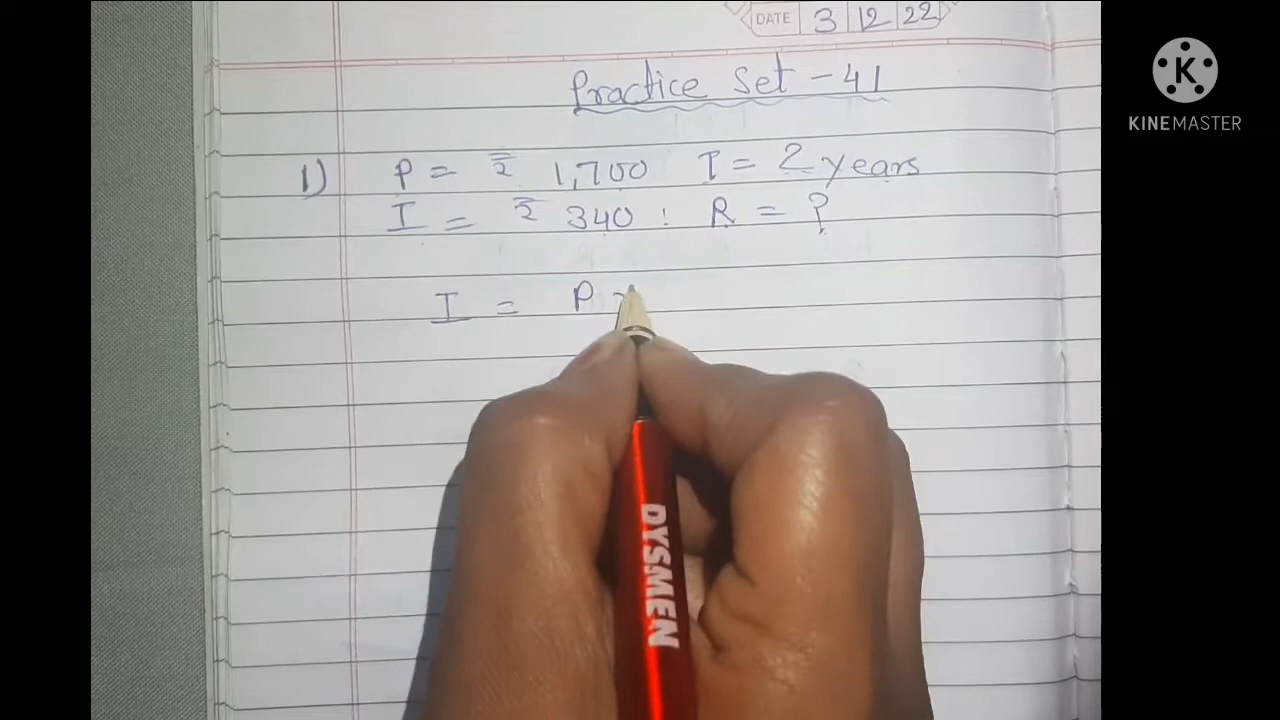 DATE 3 12 22
Practice Set - 41
1) P = ₹ 1,700 T = 2 years
I = ₹ 340 : R = ?
I = P ×
DYSMEN
K
KINEMASTER